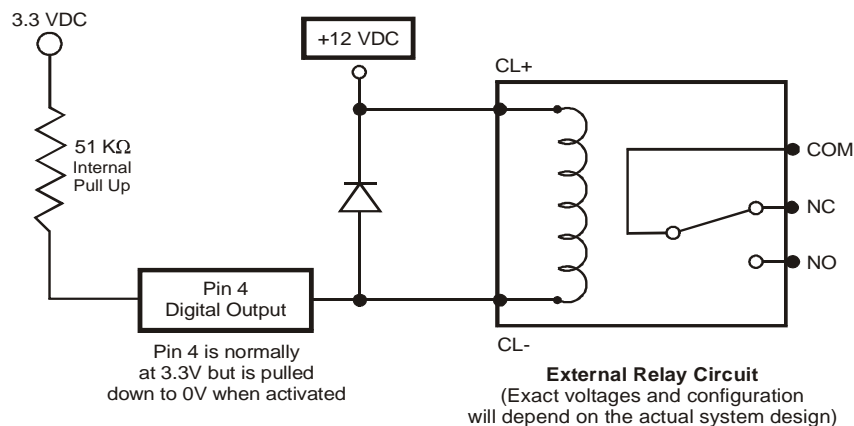 3.3 VDC
+12 VDC
CL+
51 KΩ
Internal
Pull Up
COM
NC
NO
Pin 4
Digital Output
CL-
Pin 4 is normally
at 3.3V but is pulled
down to 0V when activated
External Relay Circuit
(Exact voltages and configuration
will depend on the actual system design)